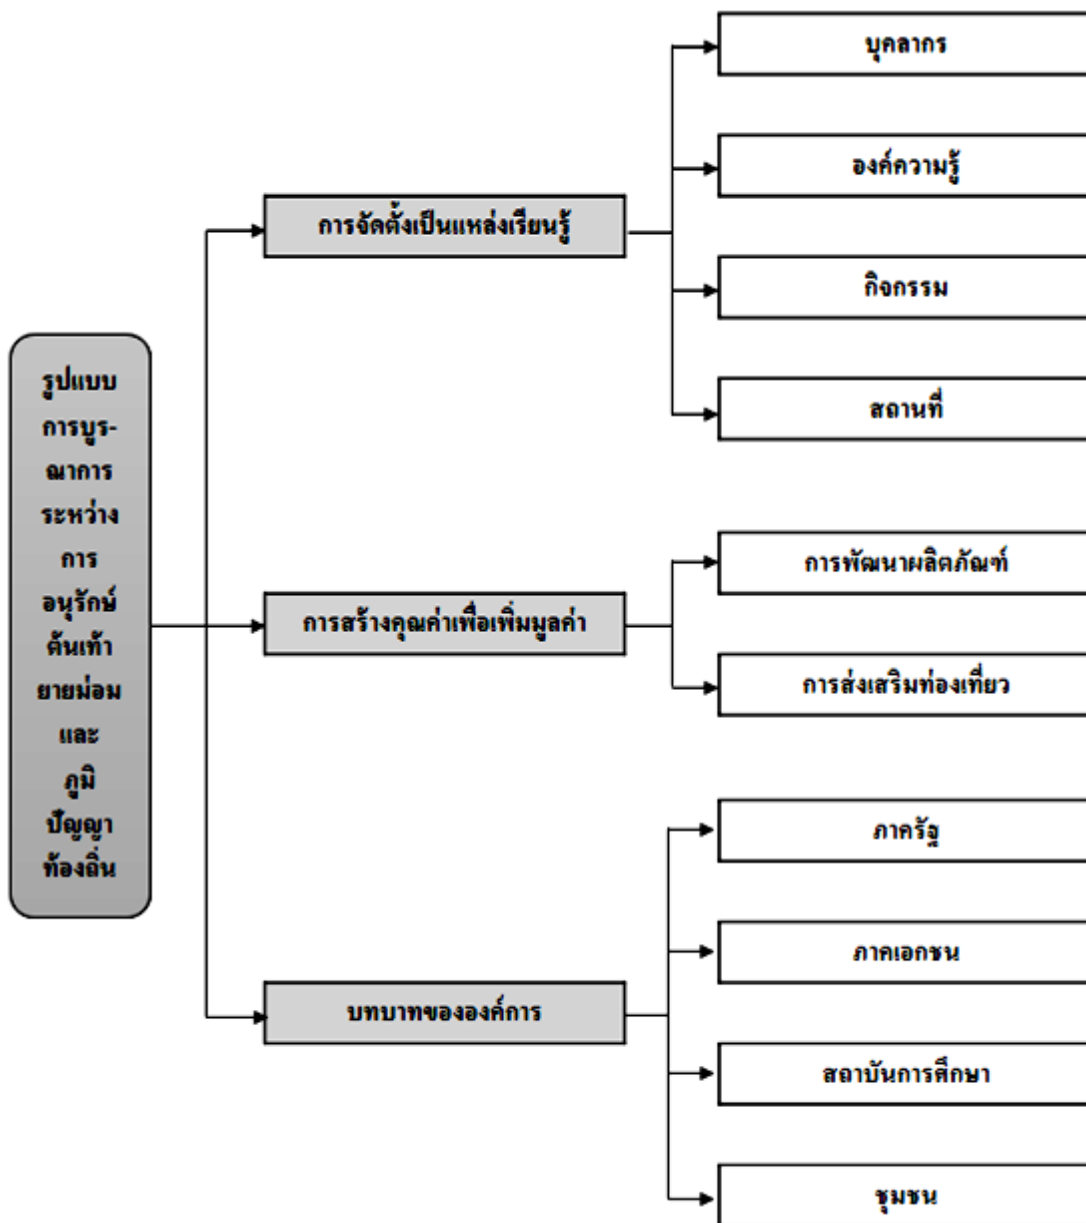 รูปแบบ
การบูร-
ณาการ
ระหว่าง
การ
อนุรักษ์
ต้นเท้า
ยายม่อม
และ
ภูมิ
ปัญญา
ท้องถิ่น
การจัดตั้งเป็นแหล่งเรียนรู้
บุคลากร
องค์ความรู้
กิจกรรม
สถานที่
การสร้างคุณค่าเพื่อเพิ่มมูลค่า
การพัฒนาผลิตภัณฑ์
การส่งเสริมท่องเที่ยว
บทบาทขององค์การ
ภาครัฐ
ภาคเอกชน
สถาบันการศึกษา
ชุมชน